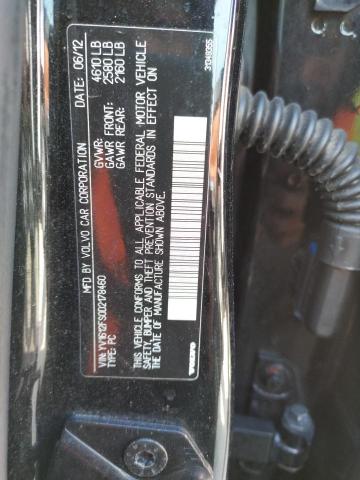 MFD BY VOLVO CAR CORPORATION DATE: 06/12
GVWR: 4610 LB
GAWR FRONT: 2580 LB
GAWR REAR: 2160 LB
VIN: YV1612FS0D2178460
TYPE: PC
THIS VEHICLE CONFORMS TO ALL APPLICABLE FEDERAL MOTOR VEHICLE
SAFETY, BUMPER AND THEFT PREVENTION STANDARDS IN EFFECT ON
THE DATE OF MANUFACTURE SHOWN ABOVE.
VOLVO